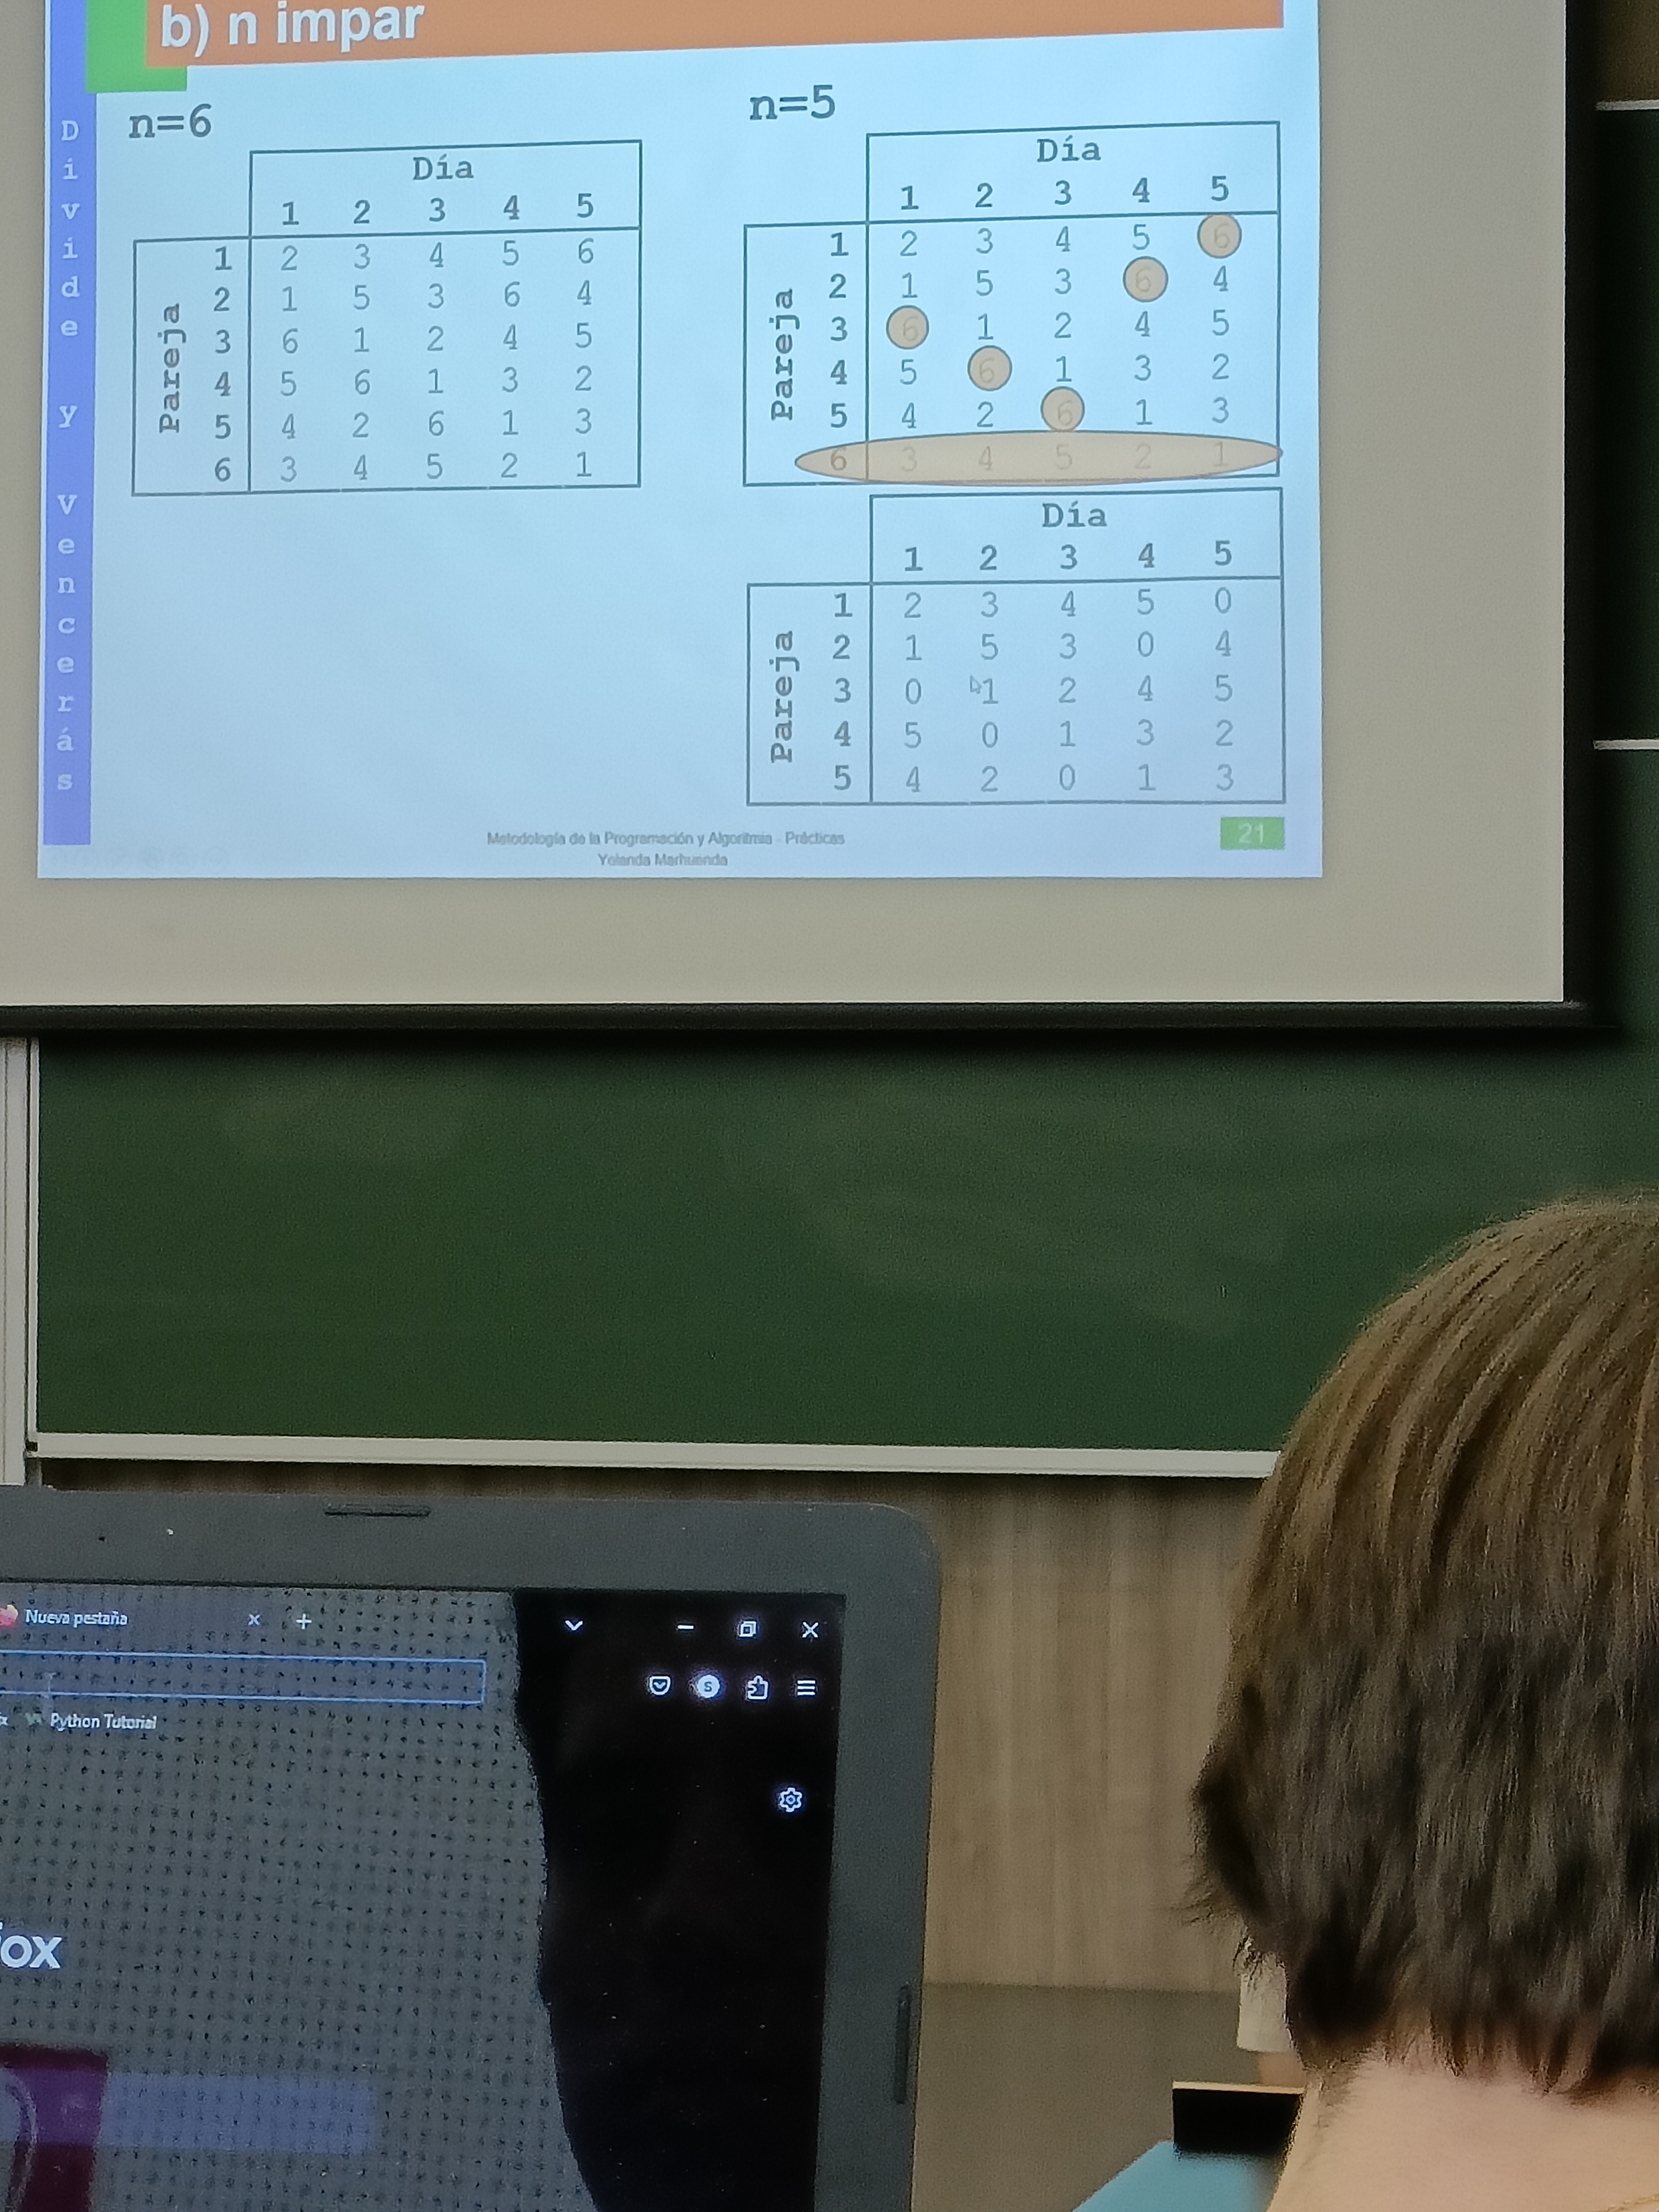 b) n impar
Divide y Vencerás
n=6
Día
1 2 3 4 5
Pareja
1 2 3 4 5 6
2 1 5 3 6 4
3 6 1 2 4 5
4 5 6 1 3 2
5 4 2 6 1 3
6 3 4 5 2 1
n=5
Día
1 2 3 4 5
Pareja
1 2 3 4 5 6
2 1 5 3 6 4
3 6 1 2 4 5
4 5 6 1 3 2
5 4 2 6 1 3
6 3 4 5 2 1
Día
1 2 3 4 5
Pareja
1 2 3 4 5 0
2 1 5 3 0 4
3 0 1 2 4 5
4 5 0 1 3 2
5 4 2 0 1 3
Metodología de la Programación y Algoritmia - Prácticas
Yolanda Marhuenda
21
Nueva pestaña
S
Python Tutorial
ox